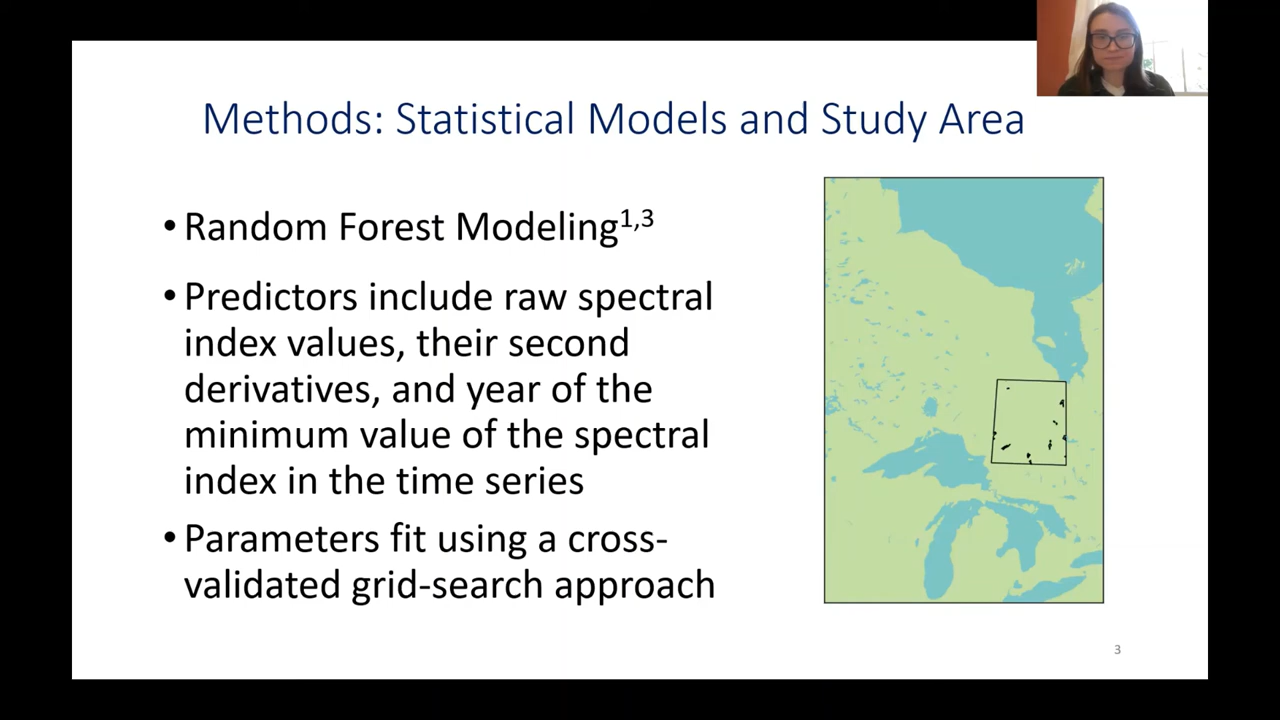 Methods: Statistical Models and Study Area
• Random Forest Modeling1,3
• Predictors include raw spectral
index values, their second
derivatives, and year of the
minimum value of the spectral
index in the time series
• Parameters fit using a cross-
validated grid-search approach
3